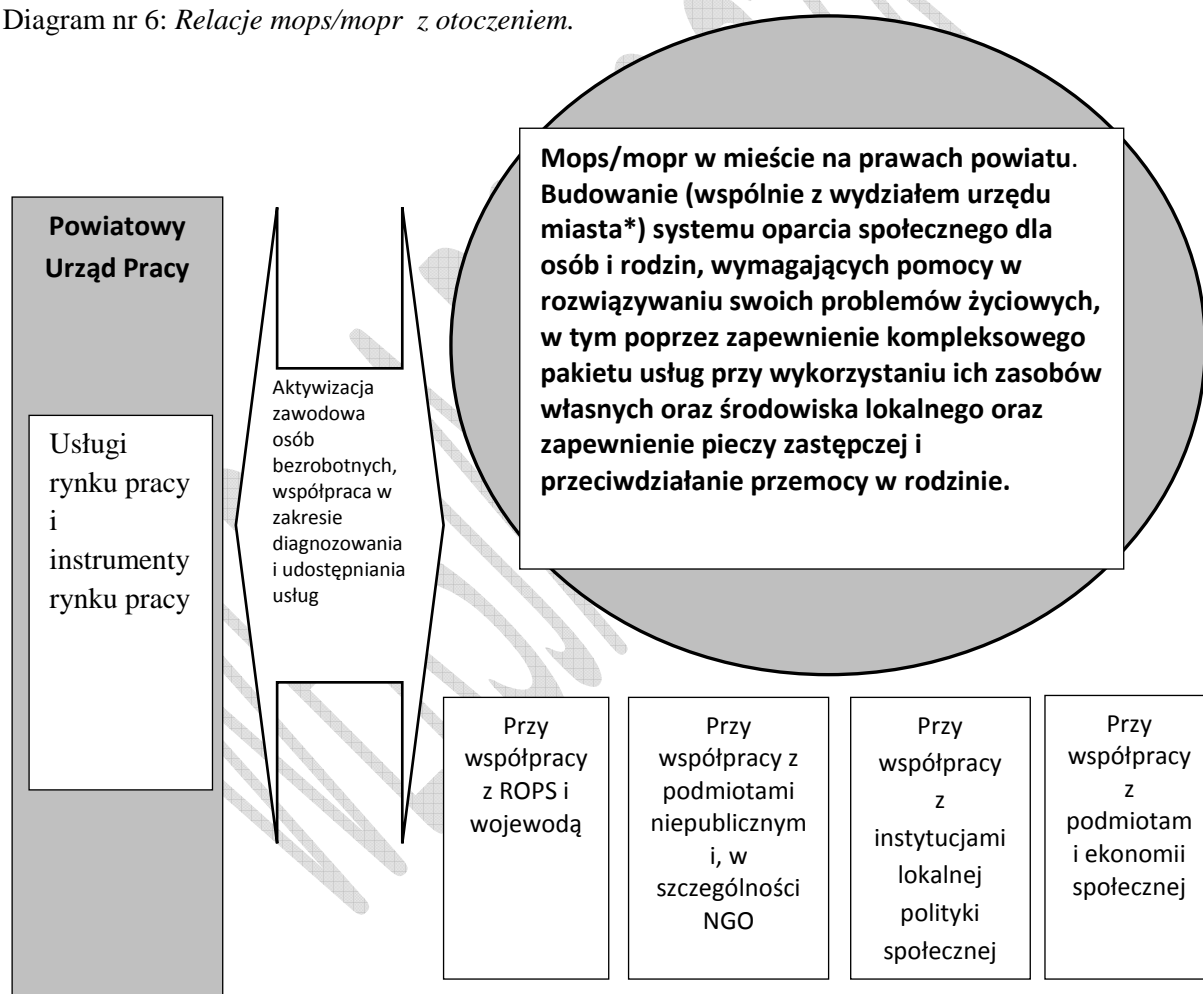 Diagram nr 6: Relacje mops/mopr z otoczeniem.
Powiatowy
Urząd Pracy
Usługi
rynku pracy
i
instrumenty
rynku pracy
Aktywizacja
zawodowa
osób
bezrobotnych,
współpraca w
zakresie
diagnozowania
i udostępniania
usług
Mops/mopr w mieście na prawach powiatu.
Budowanie (wspólnie z wydziałem urzędu
miasta*) systemu oparcia społecznego dla
osób i rodzin, wymagających pomocy w
rozwiązywaniu swoich problemów życiowych,
w tym poprzez zapewnienie kompleksowego
pakietu usług przy wykorzystaniu ich zasobów
własnych oraz środowiska lokalnego oraz
zapewnienie pieczy zastępczej i
przeciwdziałanie przemocy w rodzinie.
Przy
współpracy
z ROPS i
wojewodą
Przy
współpracy z
podmiotami
niepublicznym
i, w
szczególności
NGO
Przy
współpracy
z
instytucjami
lokalnej
polityki
społecznej
Przy
współpracy
z
podmiotam
i ekonomii
społecznej